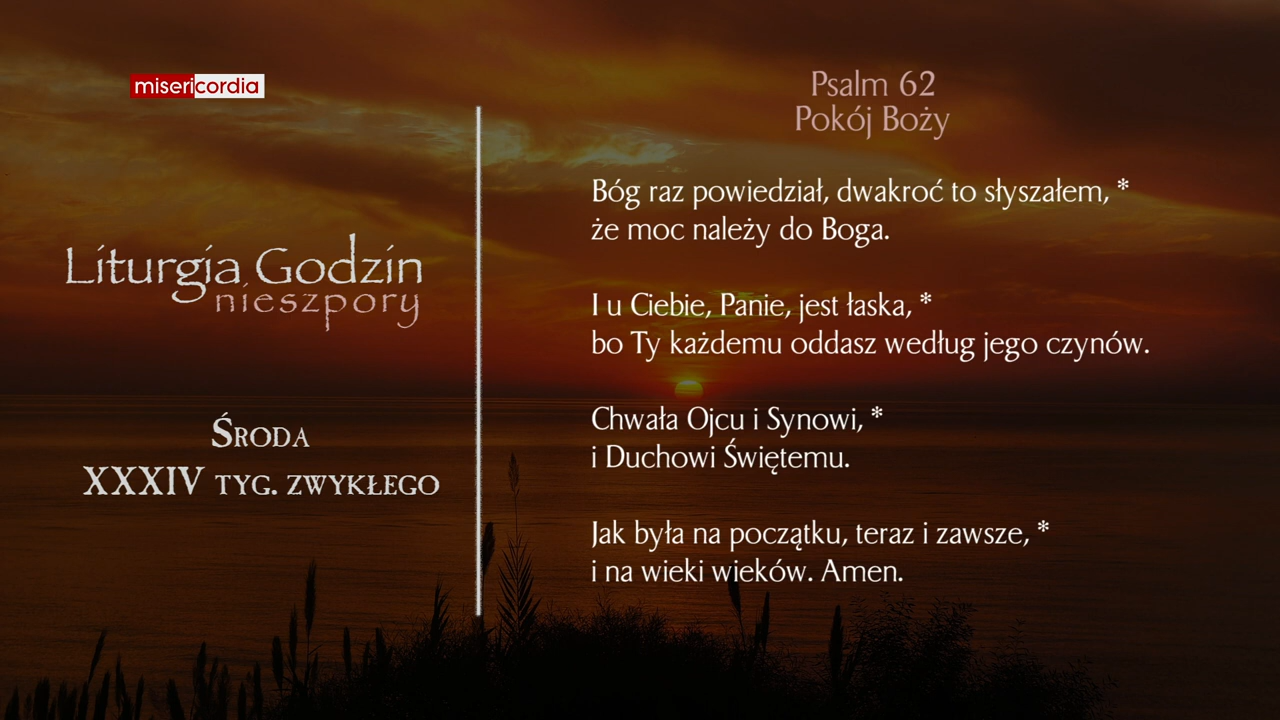 misericordia
Liturgia Godzin
nieszpory
Środa
XXXIV tyg. zwykłego
Psalm 62
Pokój Boży
Bóg raz powiedział, dwakroć to słyszałem, *
że moc należy do Boga.
I u Ciebie, Panie, jest łaska, *
bo Ty każdemu oddasz według jego czynów.
Chwała Ojcu i Synowi, *
i Duchowi Świętemu.
Jak była na początku, teraz i zawsze, *
i na wieki wieków. Amen.